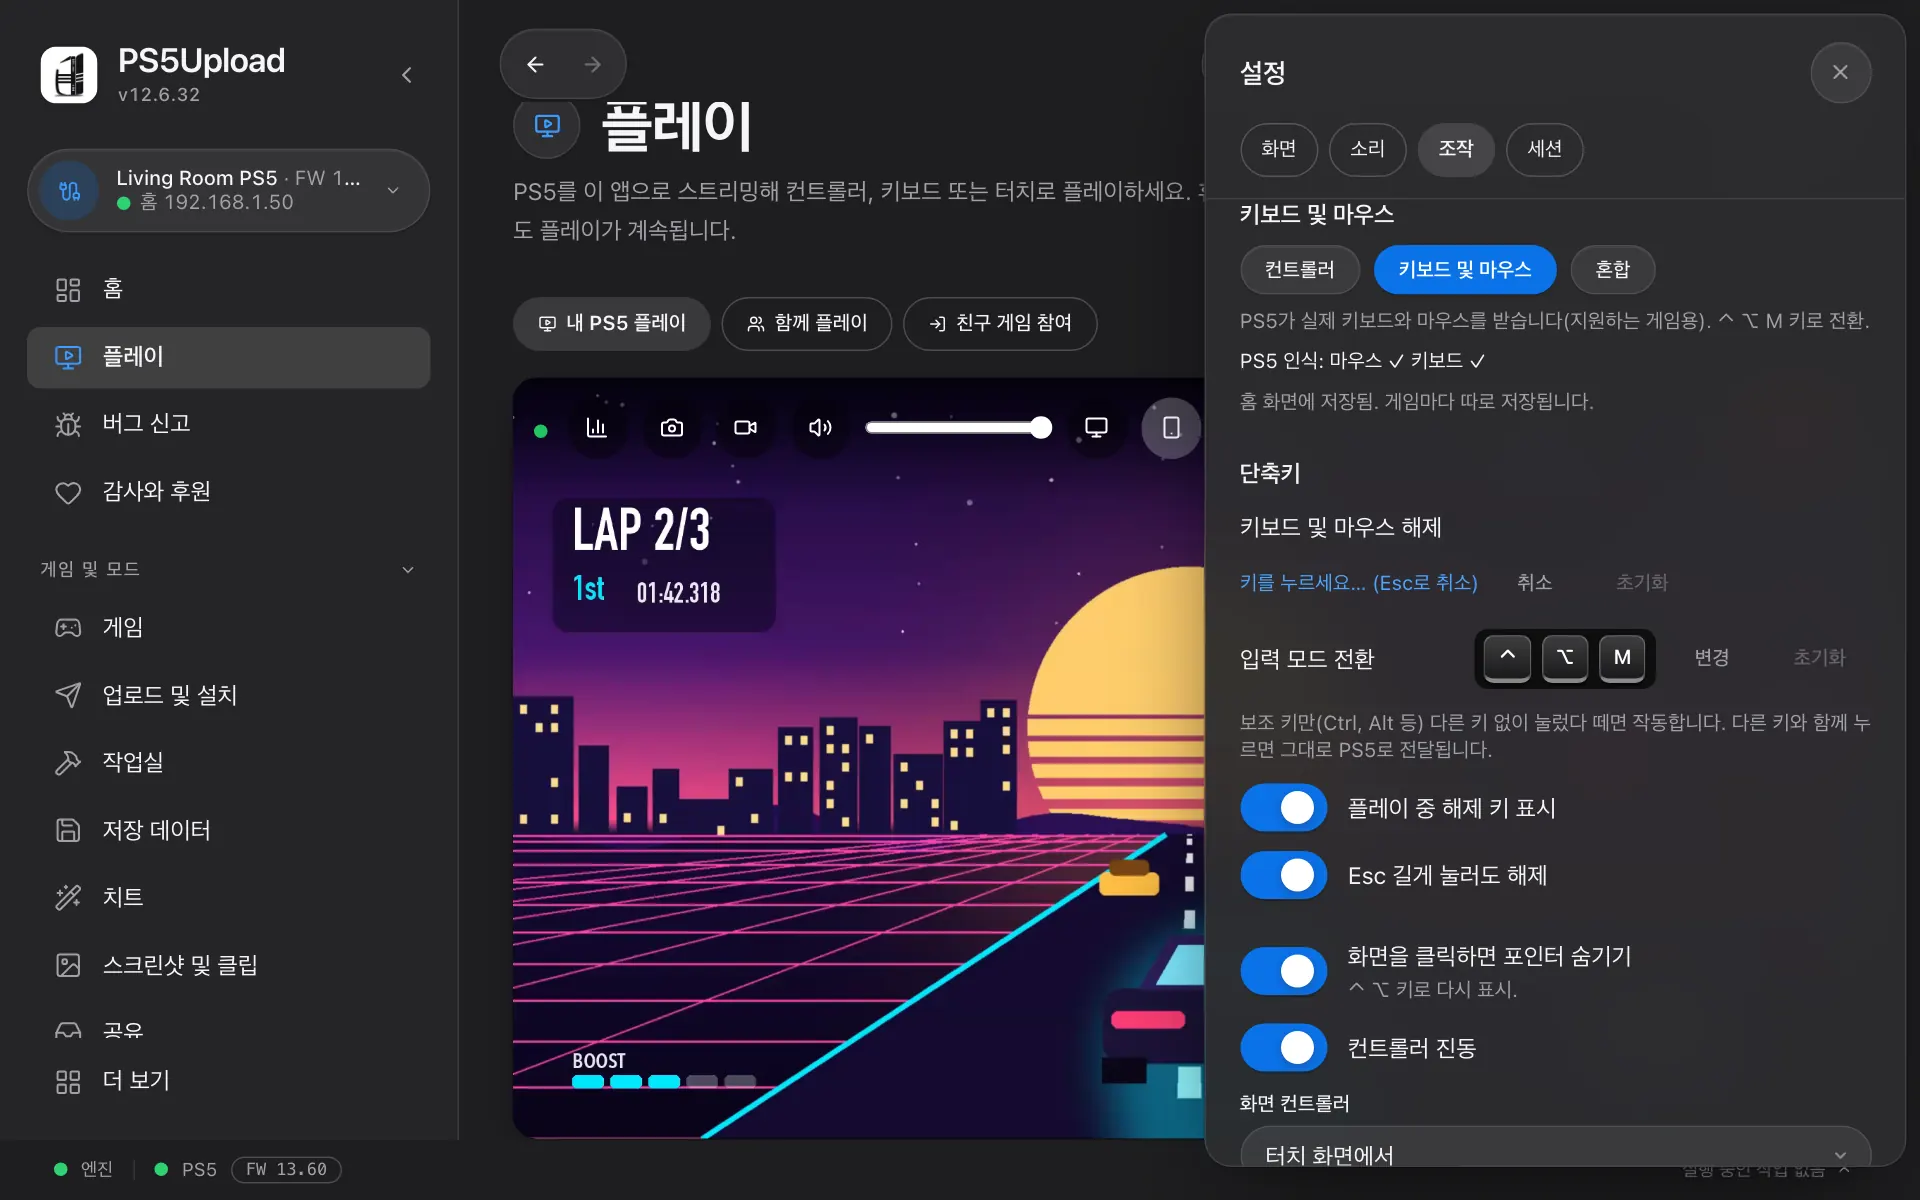 PS5Upload
v12.6.32
Living Room PS5 · FW 1...
홈 192.168.1.50
홈
플레이
버그 신고
감사와 후원
게임 및 모드
게임
업로드 및 설치
작업실
저장 데이터
치트
스크린샷 및 클립
공유
더 보기
엔진
PS5
FW 13.60
플레이
PS5를 이 앱으로 스트리밍해 컨트롤러, 키보드 또는 터치로 플레이하세요.
도 플레이가 계속됩니다.
내 PS5 플레이
함께 플레이
친구 게임 참여
LAP 2/3
1st 01:42.318
BOOST
설정
화면
소리
조작
세션
키보드 및 마우스
컨트롤러
키보드 및 마우스
혼합
PS5가 실제 키보드와 마우스를 받습니다(지원하는 게임용). ⌃ ⌥ M 키로 전환.
PS5 인식: 마우스 ✓ 키보드 ✓
홈 화면에 저장됨. 게임마다 따로 저장됩니다.
단축키
키보드 및 마우스 해제
키를 누르세요... (Esc로 취소)
취소
초기화
입력 모드 전환
⌃ ⌥ M
변경
초기화
보조 키만(Ctrl, Alt 등) 다른 키 없이 눌렀다 떼면 작동합니다. 다른 키와 함께 누
르면 그대로 PS5로 전달됩니다.
플레이 중 해제 키 표시
Esc 길게 눌러도 해제
화면을 클릭하면 포인터 숨기기
⌃ ⌥ 키로 다시 표시.
컨트롤러 진동
화면 컨트롤러
터치 화면에서
실행 중인 작업 없음